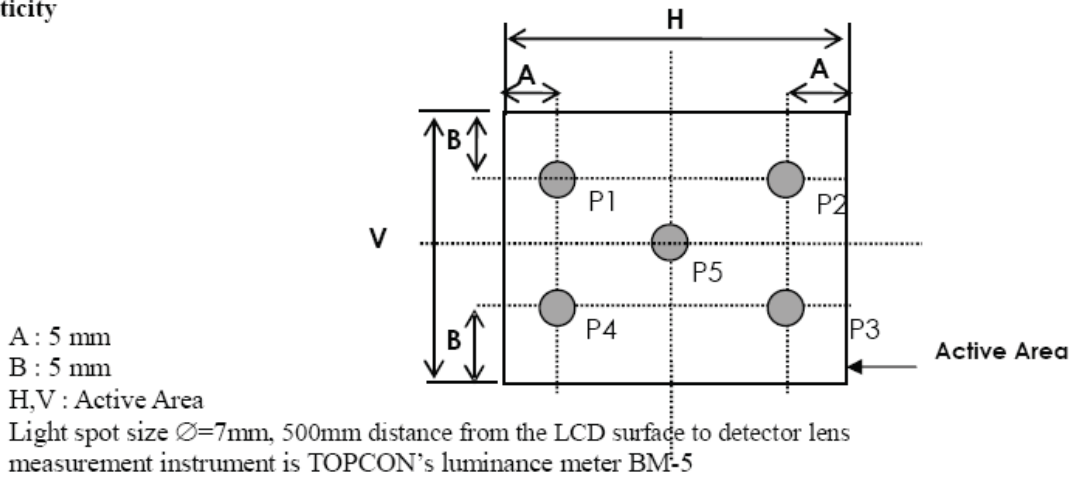 ticity
H
A
A
B
P1
P2
V
P5
B
P4
P3
Active Area
A : 5 mm
B : 5 mm
H,V : Active Area
Light spot size ∅=7mm, 500mm distance from the LCD surface to detector lens
measurement instrument is TOPCON's luminance meter BM-5